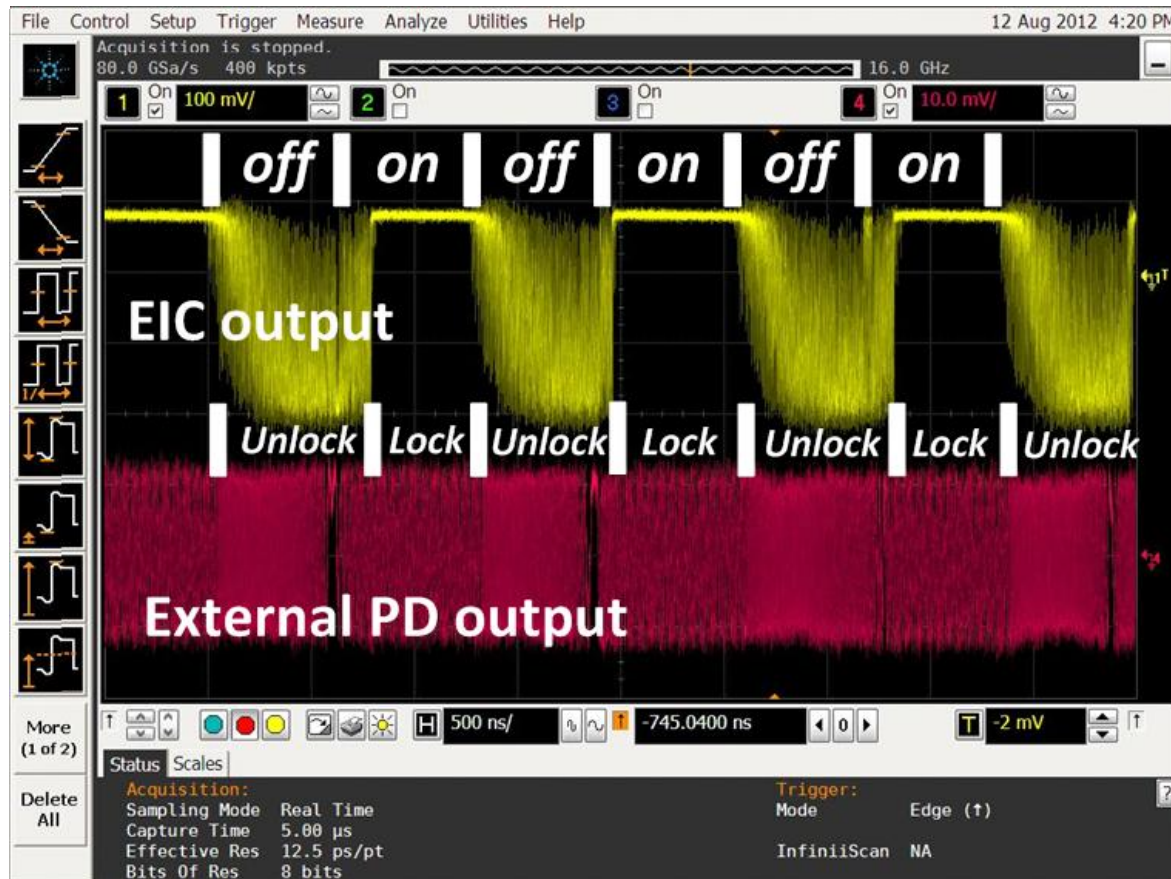 File Control Setup Trigger Measure Analyze Utilities Help 12 Aug 2012 4:20 PM
Acquisition is stopped.
80.0 GSa/s 400 kpts 16.0 GHz
1 On 100 mV/ 2 On 3 On 4 On 10.0 mV/
off on off on off on
EIC output
Unlock Lock Unlock Lock Unlock Lock Unlock
External PD output
More
(1 of 2)
Delete
All
H 500 ns/ -745.0400 ns 0 T -2 mV
Status Scales
Acquisition: Trigger:
Sampling Mode Real Time Mode Edge (↑)
Capture Time 5.00 µs
Effective Res 12.5 ps/pt InfiniiScan NA
Bits Of Res 8 bits